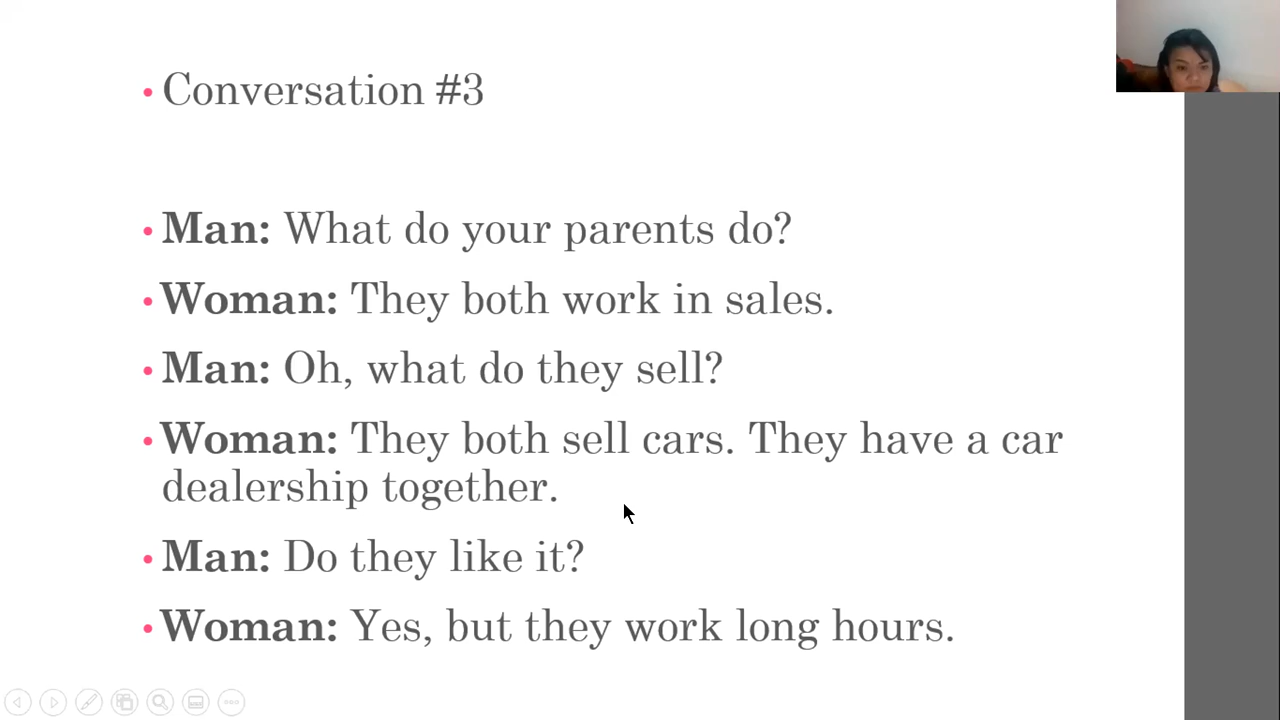 Conversation #3
Man: What do your parents do?
Woman: They both work in sales.
Man: Oh, what do they sell?
Woman: They both sell cars. They have a car
dealership together.
Man: Do they like it?
Woman: Yes, but they work long hours.